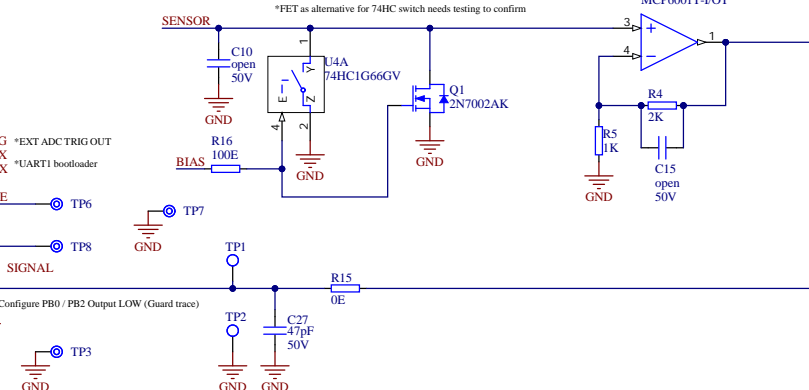 *FET as alternative for 74HC switch needs testing to confirm
SENSOR
C10
open
50V
GND
1
U4A
74HC1G66GV
E
1
Y
Z
4
2
GND
Q1
2N7002AK
GND
3
4
1
R4
2K
R5
1K
GND
C15
open
50V
G *EXT ADC TRIG OUT
X
X *UART1 bootloader
R16
100E
BIAS
E
TP6
TP7
GND
TP8
SIGNAL
TP1
R15
0E
Configure PB0 / PB2 Output LOW (Guard trace)
TP2
C27
47pF
50V
TP3
GND
GND
GND